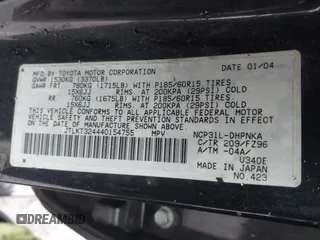 MFD.BY TOYOTA MOTOR CORPORATION DATE 01/04
GVWR 1530KG (3370LB)
GAWR FRT 780KG (1715LB) WITH P185/60R15 TIRES,
15X6JJ RIMS, AT 200KPA (29PSI) COLD
RR 760KG (1675LB) WITH P185/60R15 TIRES,
15X6JJ RIMS, AT 200KPA (29PSI) COLD
THIS VEHICLE CONFORMS TO ALL APPLICABLE FEDERAL MOTOR
VEHICLE SAFETY AND THEFT PREVENTION STANDARDS IN
EFFECT ON THE DATE OF MANUFACTURE SHOWN ABOVE.
JTLKT324440154755 MPV NCP31L-DHPNKA
C/TR 209/FZ96
A/TM -04A/
U340E
MADE IN JAPAN
NO. 423
DEALERS